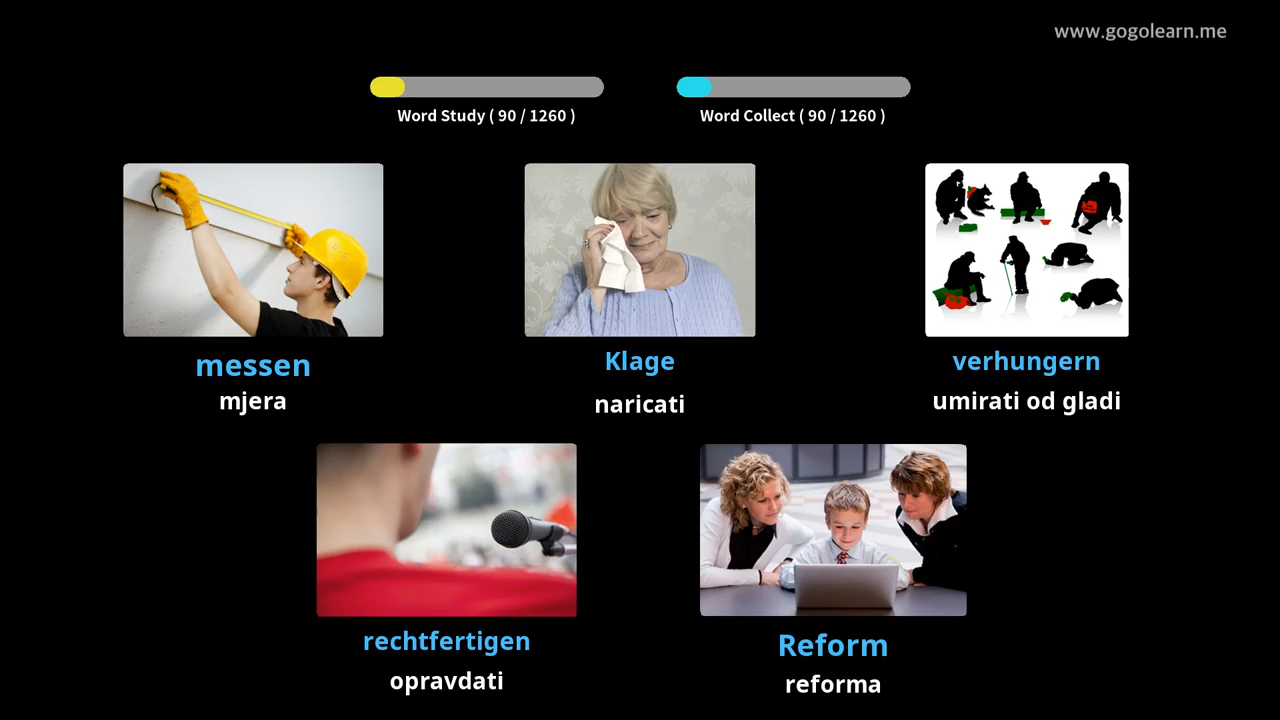 www.gogolearn.me
Word Study ( 90 / 1260 )
Word Collect ( 90 / 1260 )
messen
mjera
Klage
naricati
verhungern
umirati od gladi
rechtfertigen
opravdati
Reform
reforma